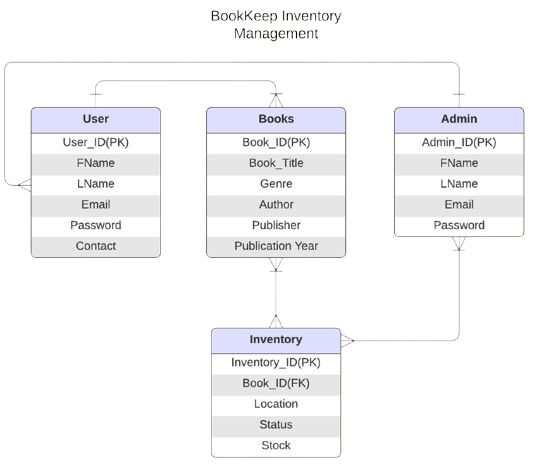 BookKeep Inventory
Management
User
User_ID(PK)
FName
LName
Email
Password
Contact
Books
Book_ID(PK)
Book_Title
Genre
Author
Publisher
Publication Year
Admin
Admin_ID(PK)
FName
LName
Email
Password
Inventory
Inventory_ID(PK)
Book_ID(FK)
Location
Status
Stock